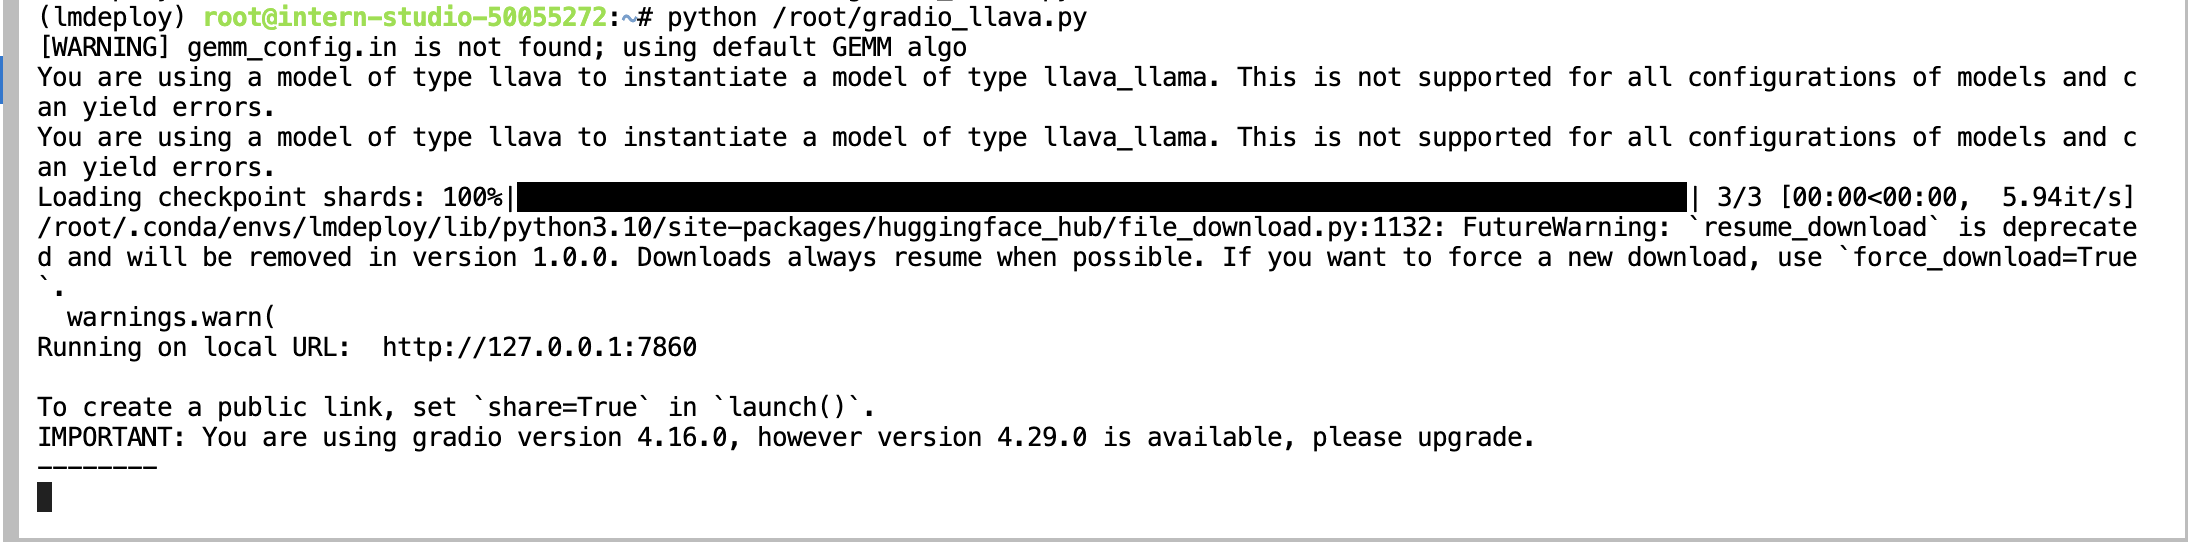 (lmdeploy) root@intern-studio-50055272:~# python /root/gradio_llava.py
[WARNING] gemm_config.in is not found; using default GEMM algo
You are using a model of type llava to instantiate a model of type llava_llama. This is not supported for all configurations of models and c
an yield errors.
You are using a model of type llava to instantiate a model of type llava_llama. This is not supported for all configurations of models and c
an yield errors.
Loading checkpoint shards: 100%|██████████| 3/3 [00:00<00:00,  5.94it/s]
/root/.conda/envs/lmdeploy/lib/python3.10/site-packages/huggingface_hub/file_download.py:1132: FutureWarning: `resume_download` is deprecate
d and will be removed in version 1.0.0. Downloads always resume when possible. If you want to force a new download, use `force_download=True
`.
  warnings.warn(
Running on local URL:  http://127.0.0.1:7860
To create a public link, set `share=True` in `launch()`.
IMPORTANT: You are using gradio version 4.16.0, however version 4.29.0 is available, please upgrade.
--------